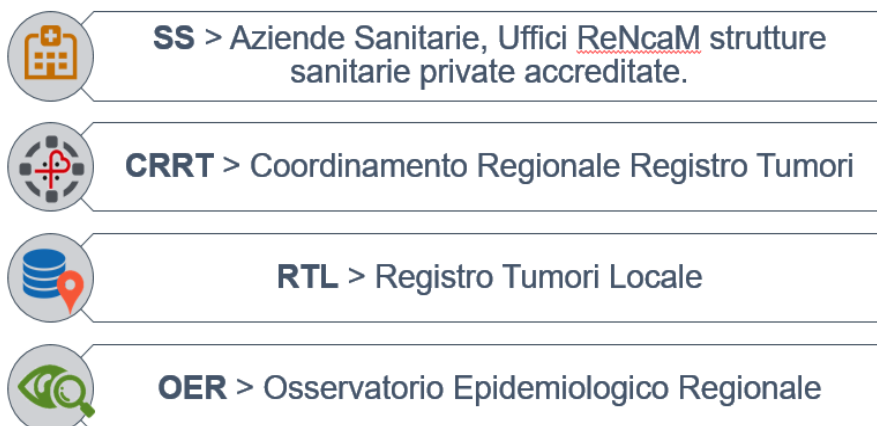 SS > Aziende Sanitarie, Uffici ReNcaM strutture
sanitarie private accreditate.
CRRT > Coordinamento Regionale Registro Tumori
RTL > Registro Tumori Locale
OER > Osservatorio Epidemiologico Regionale